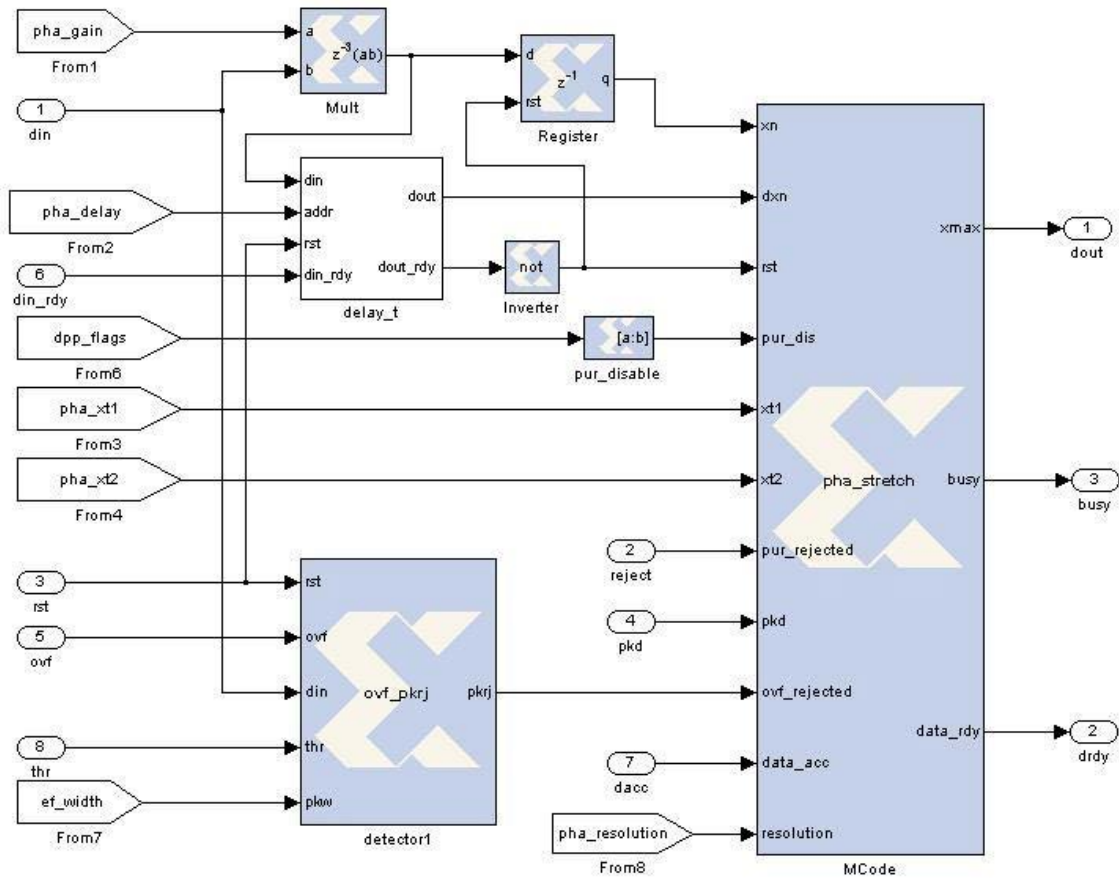 pha_gain
From1
a
b
z⁻³(ab)
Mult
d
rst
z⁻¹
q
Register
1
din
xn
din
addr
rst
din_rdy
dout
dout_rdy
delay_t
pha_delay
From2
dxn
xmax
1
dout
6
din_rdy
not
Inverter
rst
dpp_flags
From6
[a:b]
pur_disable
pur_dis
pha_xt1
From3
xt1
pha_xt2
From4
xt2
pha_stretch
busy
3
busy
2
reject
pur_rejected
3
rst
rst
4
pkd
pkd
5
ovf
ovf
din
ovf_pkrj
pkrj
ovf_rejected
data_rdy
2
drdy
8
thr
thr
7
dacc
data_acc
ef_width
From7
pkw
detector1
pha_resolution
From8
resolution
MCode